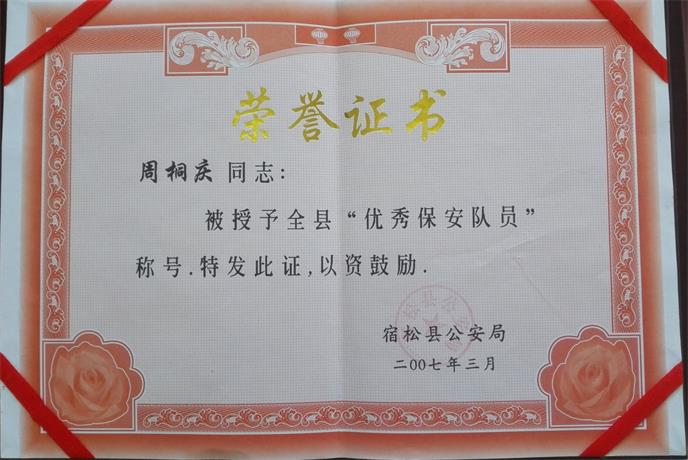 荣誉证书
周桐庆 同志:
被授予全县“优秀保安队员”
称号.特发此证,以资鼓励.
宿松县公安局
二00七年三月